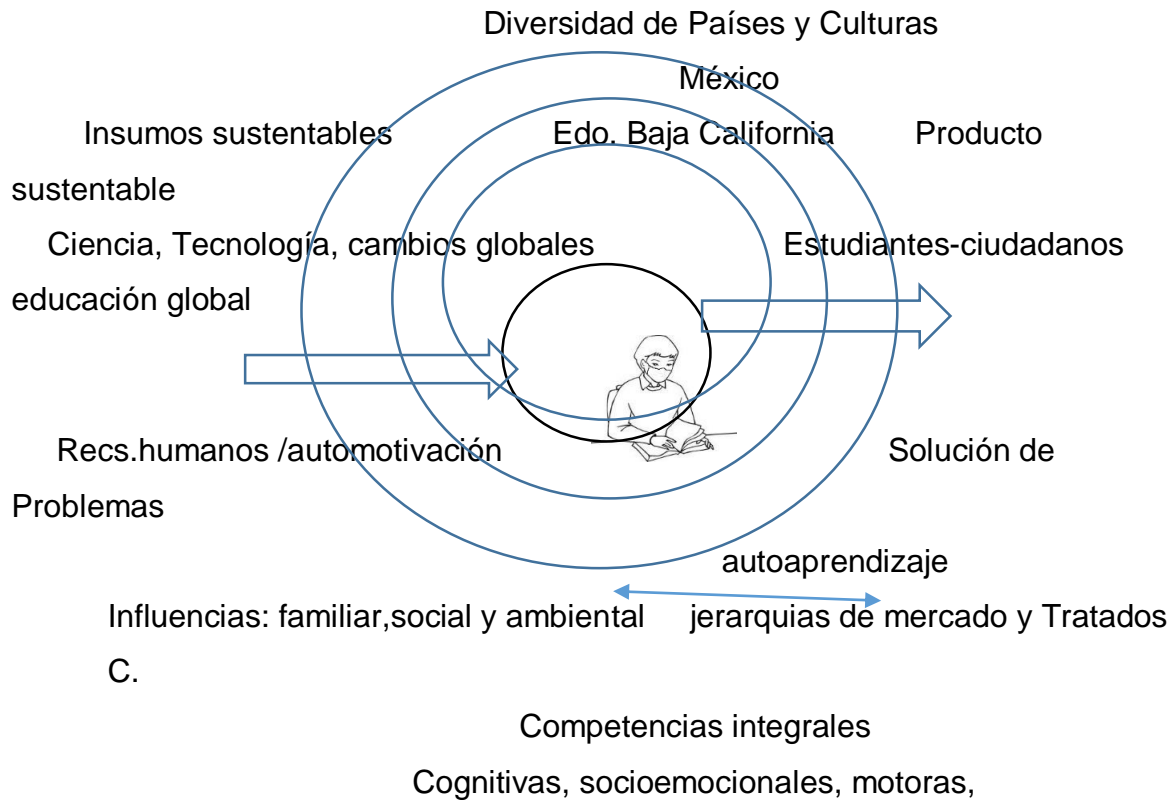 Diversidad de Países y Culturas
México
Insumos sustentables Edo. Baja California Producto
sustentable
Ciencia, Tecnología, cambios globales Estudiantes-ciudadanos
educación global
Recs.humanos /automotivación Solución de
Problemas
autoaprendizaje
Influencias: familiar,social y ambiental jerarquias de mercado y Tratados
C.
Competencias integrales
Cognitivas, socioemocionales, motoras,